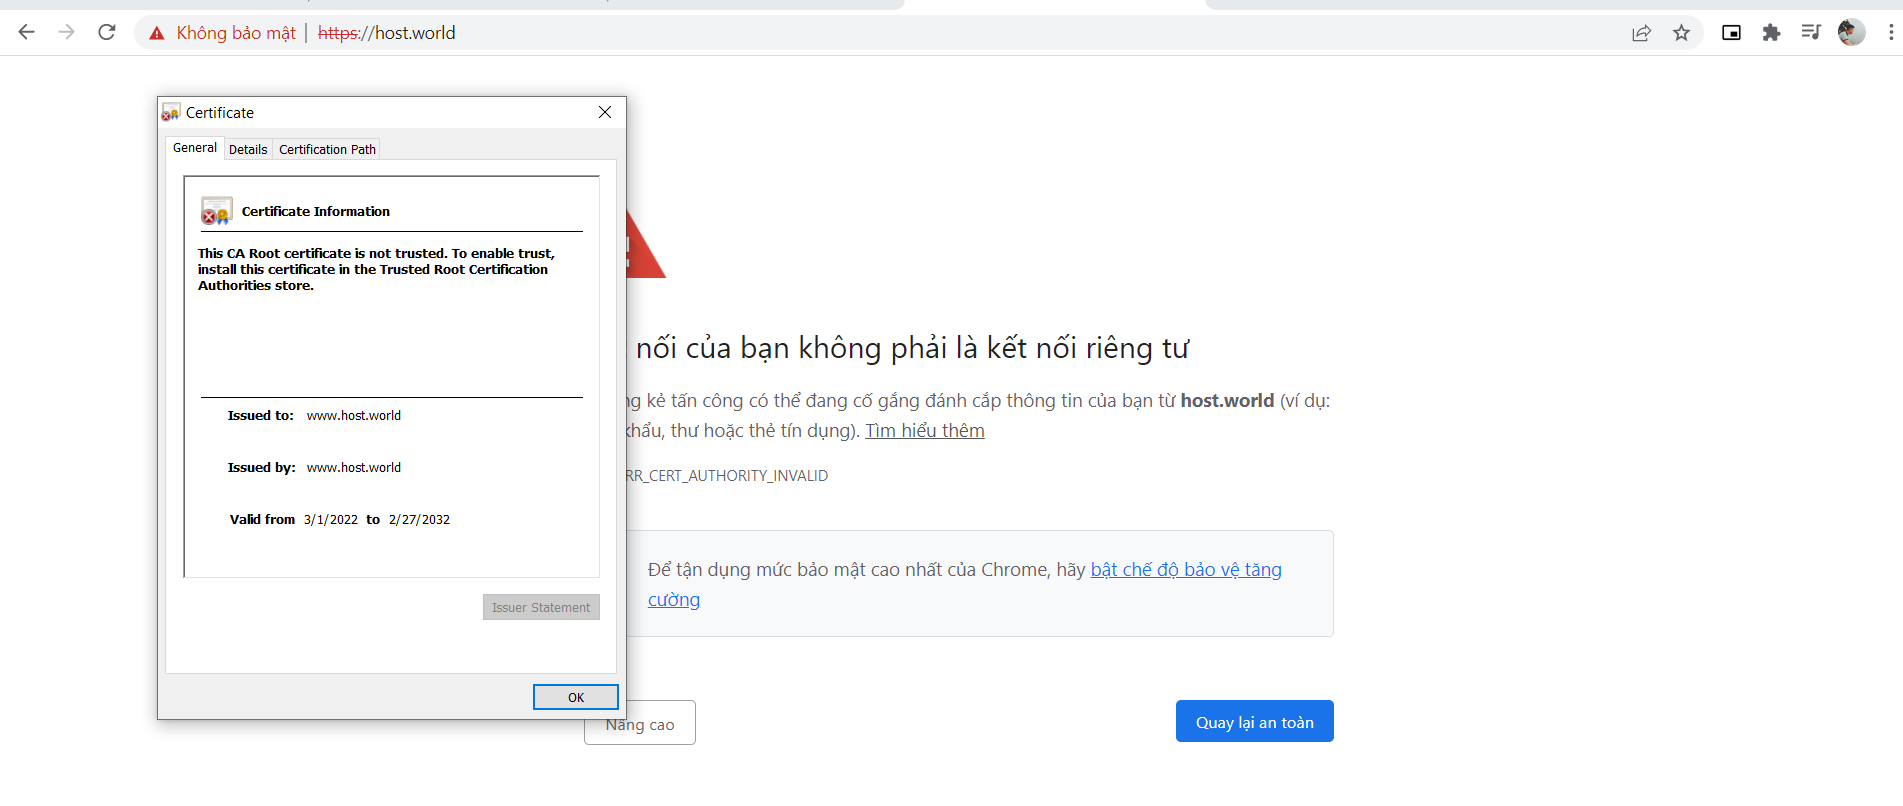 Không bảo mật | https://host.world
Certificate
General Details Certification Path
Certificate Information
This CA Root certificate is not trusted. To enable trust,
install this certificate in the Trusted Root Certification
Authorities store.
Issued to: www.host.world
Issued by: www.host.world
Valid from 3/1/2022 to 2/27/2032
Issuer Statement
OK
nối của bạn không phải là kết nối riêng tư
kẻ tấn công có thể đang cố gắng đánh cắp thông tin của bạn từ host.world (ví dụ:
khẩu, thư hoặc thẻ tín dụng). Tìm hiểu thêm
RR_CERT_AUTHORITY_INVALID
Để tận dụng mức bảo mật cao nhất của Chrome, hãy bật chế độ bảo vệ tăng
cường
Nâng cao
Quay lại an toàn